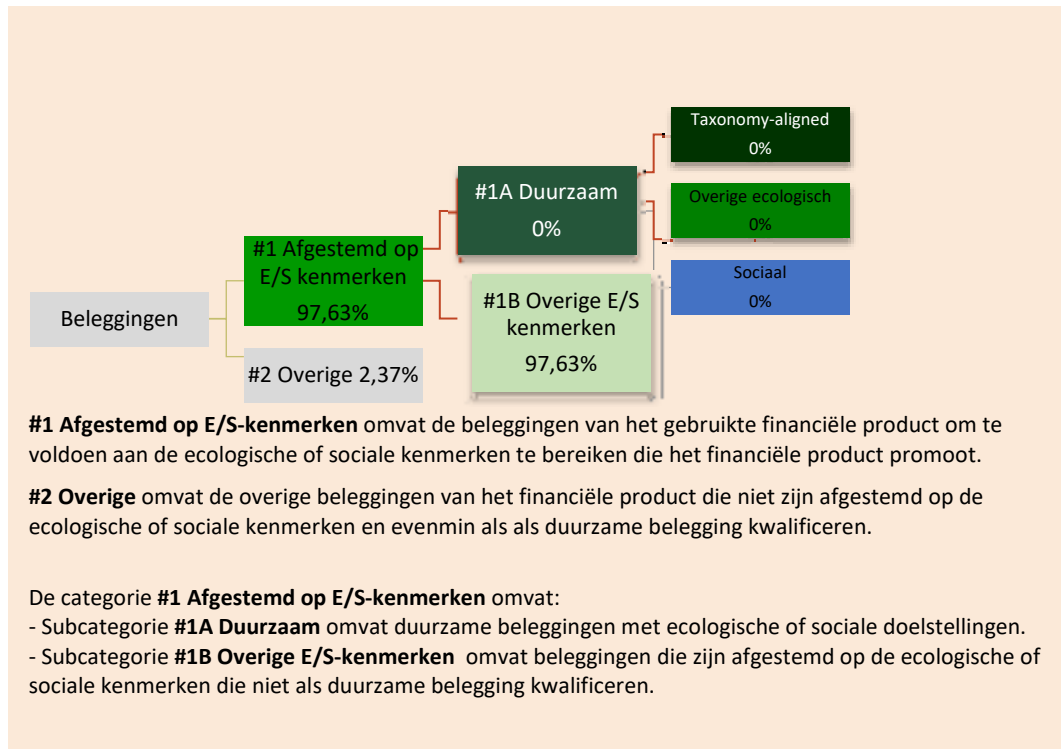 Taxonomy-aligned
0%
#1A Duurzaam
0%
Overige ecologisch
0%
#1 Afgestemd op
E/S kenmerken
97,63%
Sociaal
0%
#1B Overige E/S
kenmerken
97,63%
Beleggingen
#2 Overige 2,37%
#1 Afgestemd op E/S-kenmerken omvat de beleggingen van het gebruikte financiële product om te
voldoen aan de ecologische of sociale kenmerken te bereiken die het financiële product promoot.
#2 Overige omvat de overige beleggingen van het financiële product die niet zijn afgestemd op de
ecologische of sociale kenmerken en evenmin als als duurzame belegging kwalificeren.
De categorie #1 Afgestemd op E/S-kenmerken omvat:
- Subcategorie #1A Duurzaam omvat duurzame beleggingen met ecologische of sociale doelstellingen.
- Subcategorie #1B Overige E/S-kenmerken omvat beleggingen die zijn afgestemd op de ecologische of
sociale kenmerken die niet als duurzame belegging kwalificeren.